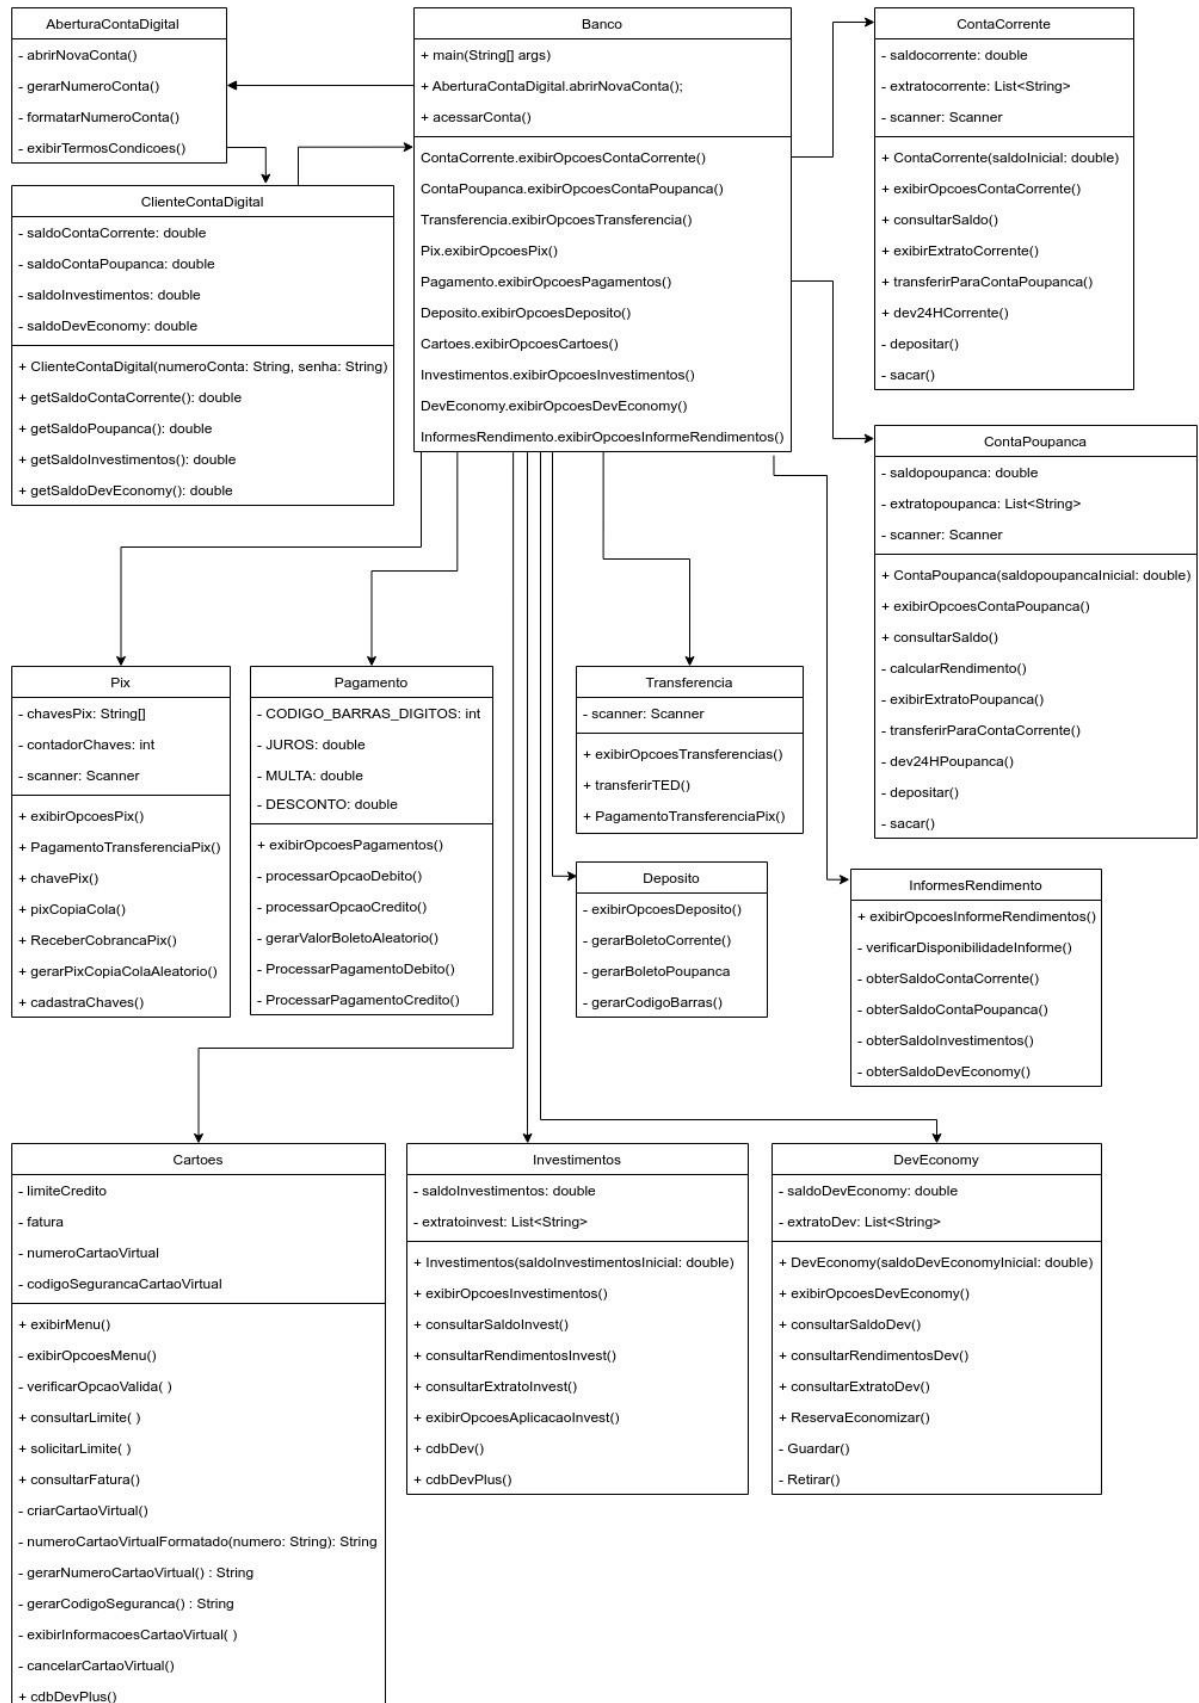 AberturaContaDigital
- abrirNovaConta()
- gerarNumeroConta()
- formatarNumeroConta()
- exibirTermosCondicoes()
ClienteContaDigital
- saldoContaCorrente: double
- saldoContaPoupanca: double
- saldoInvestimentos: double
- saldoDevEconomy: double
+ ClienteContaDigital(numeroConta: String, senha: String)
+ getSaldoContaCorrente(): double
+ getSaldoPoupanca(): double
+ getSaldoInvestimentos(): double
+ getSaldoDevEconomy(): double
Banco
+ main(String[] args)
+ AberturaContaDigital.abrirNovaConta();
+ acessarConta()
ContaCorrente.exibirOpcoesContaCorrente()
ContaPoupanca.exibirOpcoesContaPoupanca()
Transferencia.exibirOpcoesTransferencia()
Pix.exibirOpcoesPix()
Pagamento.exibirOpcoesPagamentos()
Deposito.exibirOpcoesDeposito()
Cartoes.exibirOpcoesCartoes()
Investimentos.exibirOpcoesInvestimentos()
DevEconomy.exibirOpcoesDevEconomy()
InformesRendimento.exibirOpcoesInformeRendimentos()
ContaCorrente
- saldocorrente: double
- extratocorrente: List<String>
- scanner: Scanner
+ ContaCorrente(saldoInicial: double)
+ exibirOpcoesContaCorrente()
+ consultarSaldo()
+ exibirExtratoCorrente()
+ transferirParaContaPoupanca()
+ dev24HCorrente()
- depositar()
- sacar()
ContaPoupanca
- saldopoupanca: double
- extratopoupanca: List<String>
- scanner: Scanner
+ ContaPoupanca(saldopoupancaInicial: double)
+ exibirOpcoesContaPoupanca()
+ consultarSaldo()
- calcularRendimento()
- exibirExtratoPoupanca()
- transferirParaContaCorrente()
- dev24HPoupanca()
- depositar()
- sacar()
Pix
- chavesPix: String[]
- contadorChaves: int
- scanner: Scanner
+ exibirOpcoesPix()
+ PagamentoTransferenciaPix()
+ chavePix()
+ pixCopiaCola()
+ ReceberCobrancaPix()
+ gerarPixCopiaColaAleatorio()
+ cadastraChaves()
Pagamento
- CODIGO_BARRAS_DIGITOS: int
- JUROS: double
- MULTA: double
- DESCONTO: double
+ exibirOpcoesPagamentos()
- processarOpcaoDebito()
- processarOpcaoCredito()
- gerarValorBoletoAleatorio()
- ProcessarPagamentoDebito()
- ProcessarPagamentoCredito()
Transferencia
- scanner: Scanner
+ exibirOpcoesTransferencias()
+ transferirTED()
+ PagamentoTransferenciaPix()
Deposito
- exibirOpcoesDeposito()
- gerarBoletoCorrente()
- gerarBoletoPoupanca
- gerarCodigoBarras()
InformesRendimento
+ exibirOpcoesInformeRendimentos()
- verificarDisponibilidadeInforme()
- obterSaldoContaCorrente()
- obterSaldoContaPoupanca()
- obterSaldoInvestimentos()
- obterSaldoDevEconomy()
Cartoes
- limiteCredito
- fatura
- numeroCartaoVirtual
- codigoSegurancaCartaoVirtual
+ exibirMenu()
- exibirOpcoesMenu()
- verificarOpcaoValida( )
+ consultarLimite( )
+ solicitarLimite( )
+ consultarFatura()
- criarCartaoVirtual()
- numeroCartaoVirtualFormatado(numero: String): String
- gerarNumeroCartaoVirtual() : String
- gerarCodigoSeguranca() : String
- exibirInformacoesCartaoVirtual( )
- cancelarCartaoVirtual()
+ cdbDevPlus()
Investimentos
- saldoInvestimentos: double
- extratoinvest: List<String>
+ Investimentos(saldoInvestimentosInicial: double)
+ exibirOpcoesInvestimentos()
+ consultarSaldoInvest()
+ consultarRendimentosInvest()
+ consultarExtratoInvest()
+ exibirOpcoesAplicacaoInvest()
+ cdbDev()
+ cdbDevPlus()
DevEconomy
- saldoDevEconomy: double
- extratoDev: List<String>
+ DevEconomy(saldoDevEconomyInicial: double)
+ exibirOpcoesDevEconomy()
+ consultarSaldoDev()
+ consultarRendimentosDev()
+ consultarExtratoDev()
+ ReservaEconomizar()
- Guardar()
- Retirar()